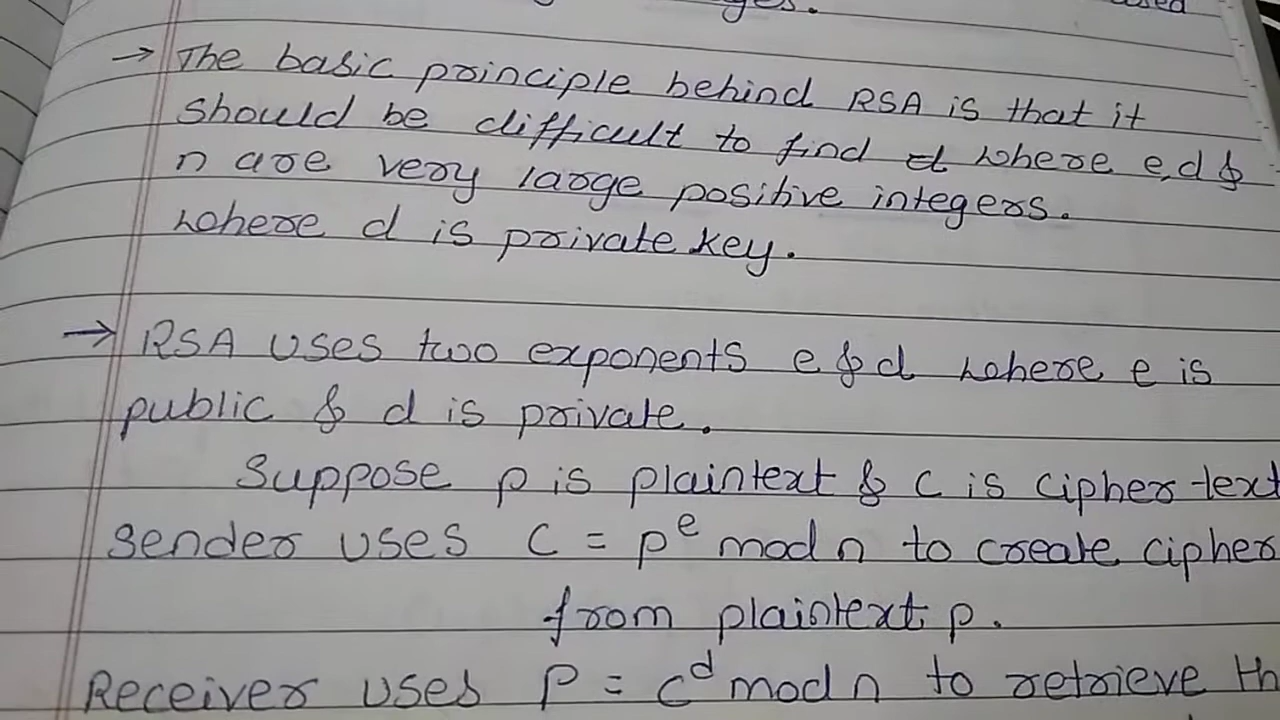 → The basic principle behind RSA is that it
should be difficult to find d where e,d &
n are very large positive integers.
where d is private key.
→ RSA uses two exponents e & d where e is
public & d is private.
Suppose p is plaintext & c is cipher text
sender uses c = p^e mod n to create cipher
from plaintext p.
Receiver uses P = c^d mod n to retrieve th